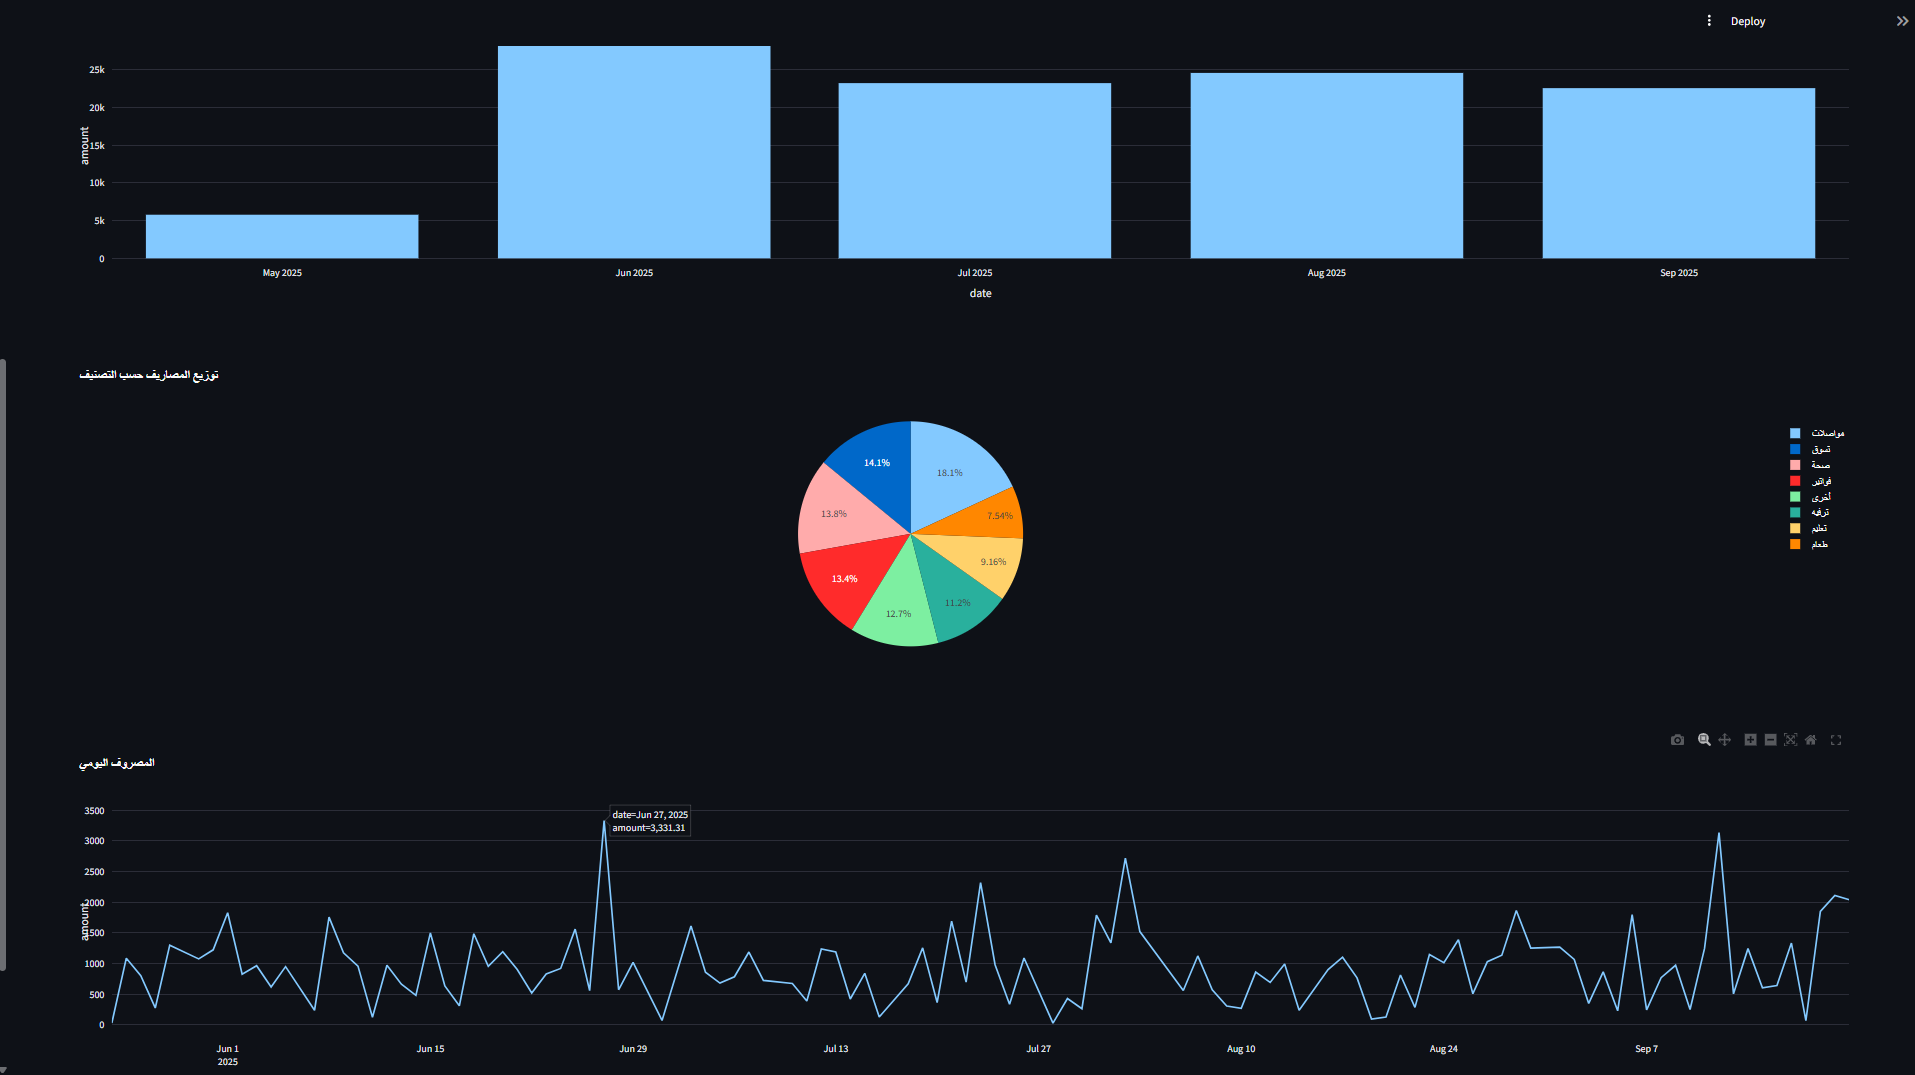 Deploy
25k
20k
15k
10k
5k
0
amount
May 2025
Jun 2025
Jul 2025
Aug 2025
Sep 2025
date
توزيع المصاريف حسب التصنيف
14.1%
18.1%
13.8%
7.54%
9.16%
13.4%
11.2%
12.7%
مواصلات
تسوق
صحة
فواتير
أخرى
ترفيه
تعليم
طعام
المصروف اليومي
3500
3000
2500
2000
1500
1000
500
0
amount
date=Jun 27, 2025
amount=3,331.31
Jun 1
2025
Jun 15
Jun 29
Jul 13
Jul 27
Aug 10
Aug 24
Sep 7